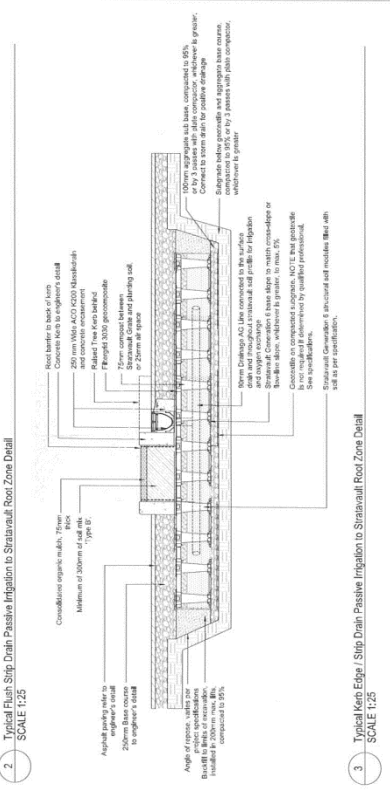 2 Typical Flush Strip Drain Passive Irrigation to Stratavault Root Zone Detail
SCALE 1:25
Asphalt paving refer to
engineer's detail
250mm Base course
to engineer's detail
Angle of repose, varies per
project specifications
Backfill to limits of excavation,
installed in 200mm max. lifts,
compacted to 95%
Consolidated organic mulch, 75mm
thick
Minimum of 300mm of soil mix
'Type B'.
Root barrier to back of kerb
Concrete Kerb to engineer's detail
250 mm Wide ACO K200 Klassikdrain
and concrete encasement
Raised Tree Kerb behind
Filtergrid 3030 geocomposite
75mm compost between
Stratavault Grate and planting soil.
or 25mm air space
100mm aggregate sub base, compacted to 95%
or by 3 passes with plate compactor, whichever is greater.
Connect to storm drain for positive drainage
Subgrade below geotextile and aggregate base course,
compacted to 95% or by 3 passes with plate compactor,
whichever is greater
90mm Drainage AG Line connected to the surface
drain and throughout stratavault soil profile for irrigation
and oxygen exchange
Stratavault Generation 6 base slope to match cross-slope or
flowline slope, whichever is greater, to max. 5%
Geotextile on compacted subgrade. NOTE that geotextile
is not required if determined by qualified professional.
See specifications.
Stratavault Generation 6 structural soil modules filled with
soil as per specification.
3 Typical Kerb Edge / Strip Drain Passive Irrigation to Stratavault Root Zone Detail
SCALE 1:25